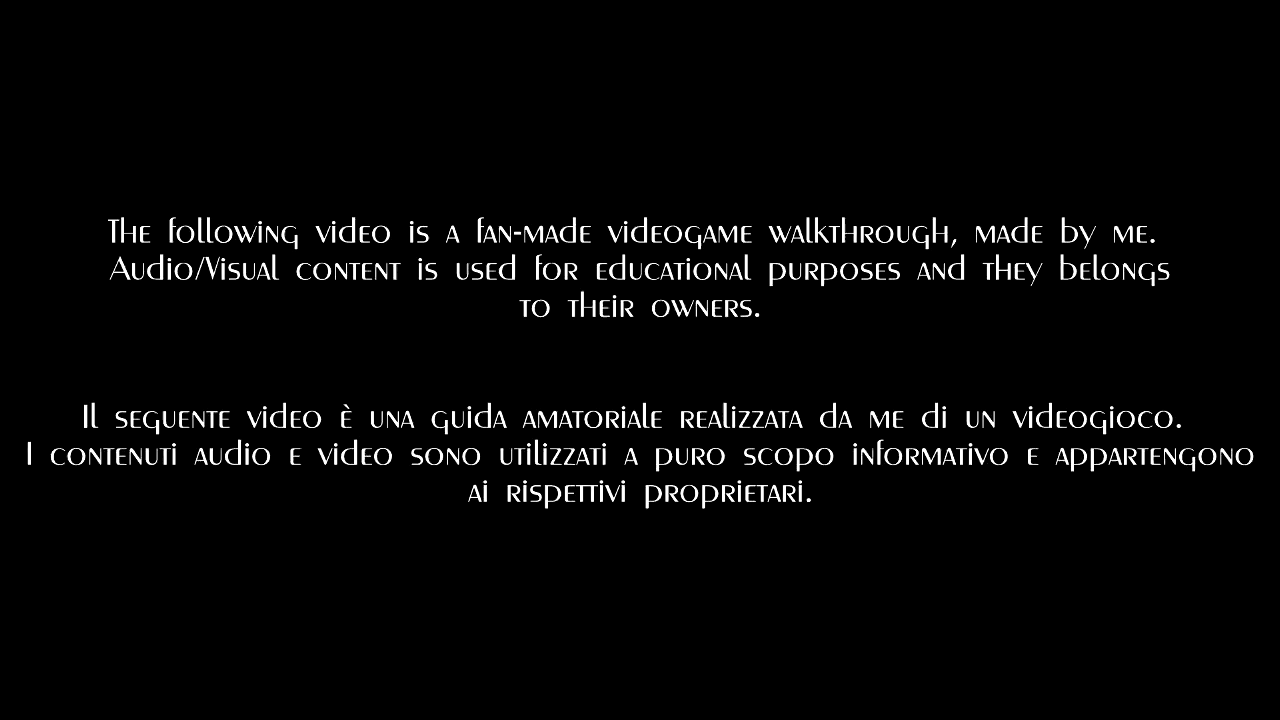 The following video is a fan-made videogame walkthrough, made by me.
Audio/Visual content is used for educational purposes and they belongs
to their owners.
Il seguente video è una guida amatoriale realizzata da me di un videogioco.
I contenuti audio e video sono utilizzati a puro scopo informativo e appartengono
ai rispettivi proprietari.